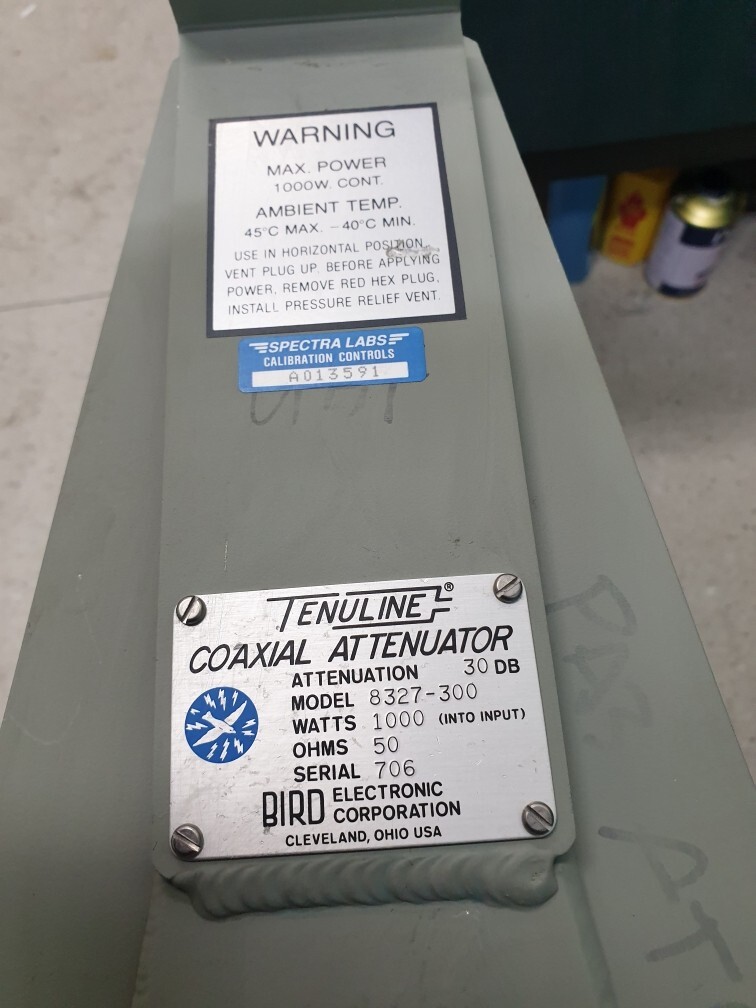 WARNING
MAX. POWER
1000W. CONT.
AMBIENT TEMP.
45°C MAX. -40°C MIN.
USE IN HORIZONTAL POSITION,
VENT PLUG UP. BEFORE APPLYING
POWER, REMOVE RED HEX PLUG,
INSTALL PRESSURE RELIEF VENT.
SPECTRA LABS
CALIBRATION CONTROLS
A013591
TENULINE®
COAXIAL ATTENUATOR
ATTENUATION 30 DB
MODEL 8327-300
WATTS 1000 (INTO INPUT)
OHMS 50
SERIAL 706
BIRD ELECTRONIC
CORPORATION
CLEVELAND, OHIO USA
AT